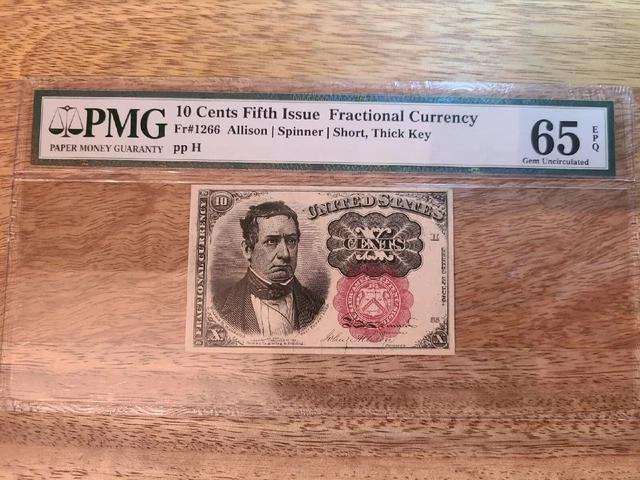 PMG
PAPER MONEY GUARANTY
10 Cents Fifth Issue Fractional Currency
Fr#1266 Allison | Spinner | Short, Thick Key
pp H
65 EPQ
Gem Uncirculated
10
FRACTIONAL CURRENCY
UNITED STATES
X
CENTS
H
X